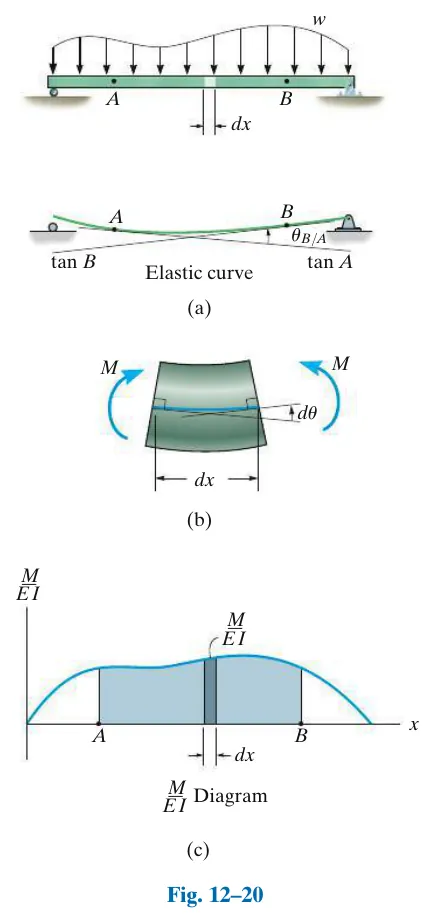 w
A B
dx
A B
θB/A
tan B tan A
Elastic curve
(a)
M M
dθ
dx
(b)
M
EI
M
EI
A B x
dx
M
EI Diagram
(c)
Fig. 12–20